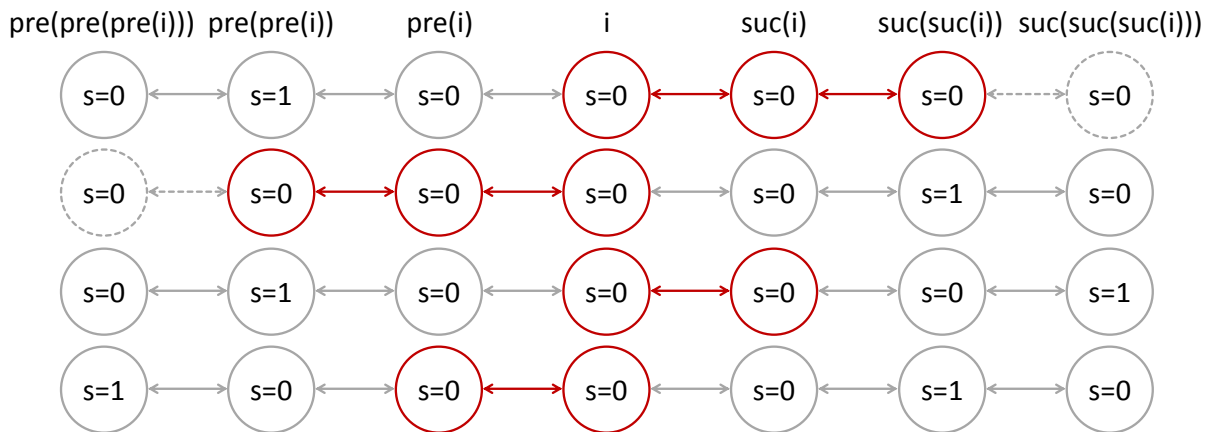 pre(pre(pre(i))) pre(pre(i)) pre(i) i suc(i) suc(suc(i)) suc(suc(suc(i)))
s=0 s=1 s=0 s=0 s=0 s=0 s=0
s=0 s=0 s=0 s=0 s=0 s=1 s=0
s=0 s=1 s=0 s=0 s=0 s=0 s=1
s=1 s=0 s=0 s=0 s=0 s=1 s=0